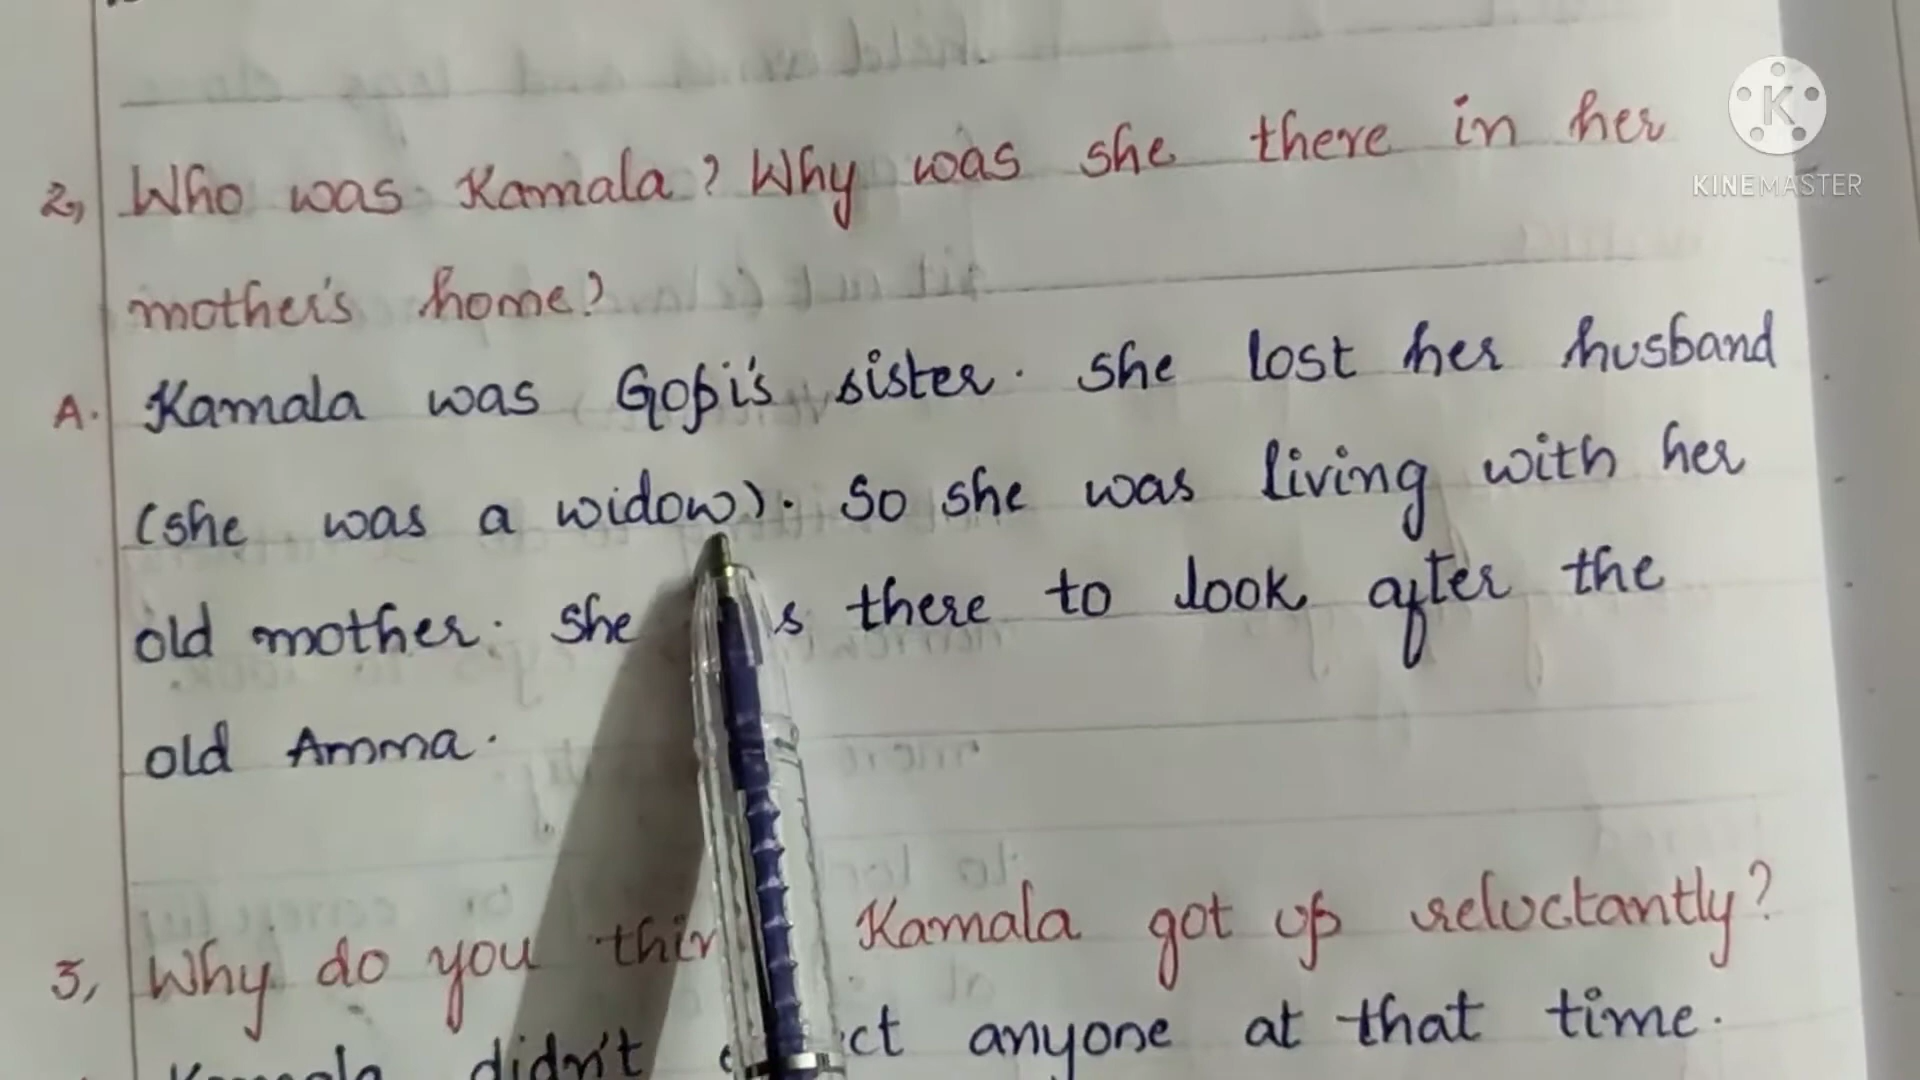 2, Who was Kamala? Why was she there in her
mother's home?
A. Kamala was Gopi's sister. She lost her husband
(she was a widow). So she was living with her
old mother. She there to look after the
old Amma.
3, Why do you Kamala got up reluctantly?
Kamala didn't anyone at that time.
KINEMASTER